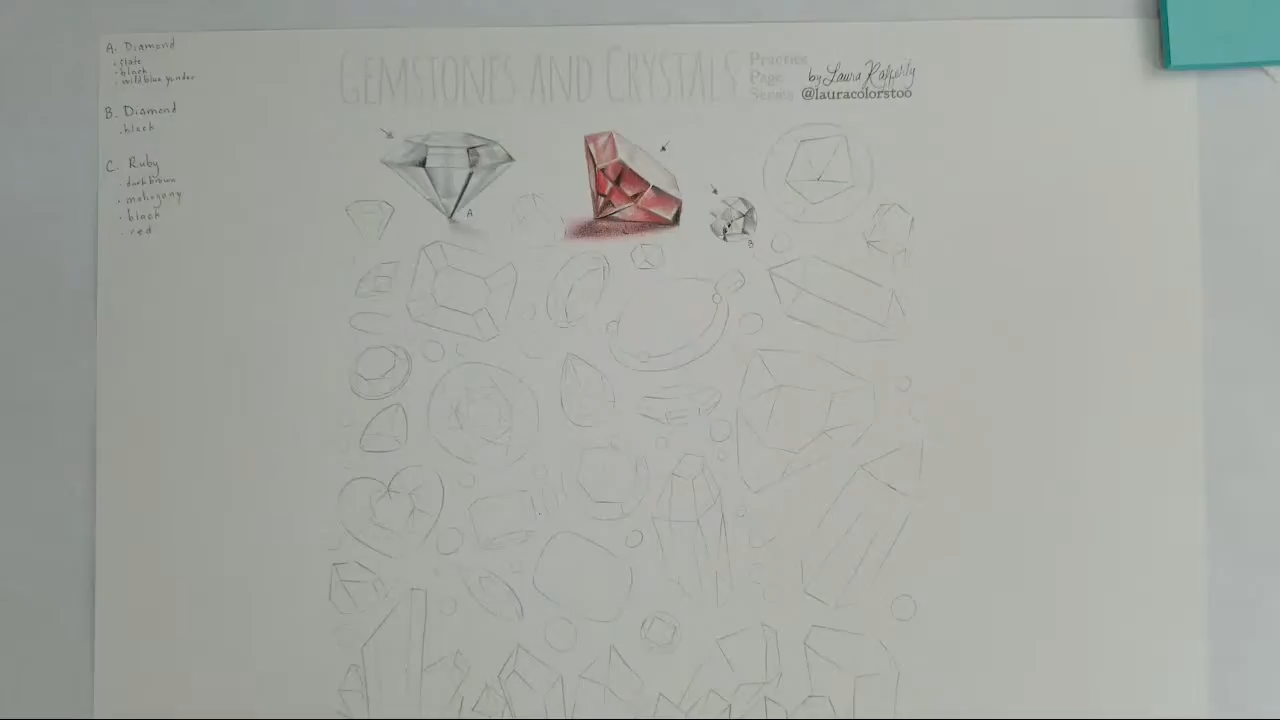 A. Diamond
· slate
· black
· wild blue yonder
B. Diamond
· black
C. Ruby
· dark brown
· mahogany
· black
· red
GEMSTONES AND CRYSTALS
Practice
Page
Series
by Laura Rafferty
@lauracolorstoo
A
B